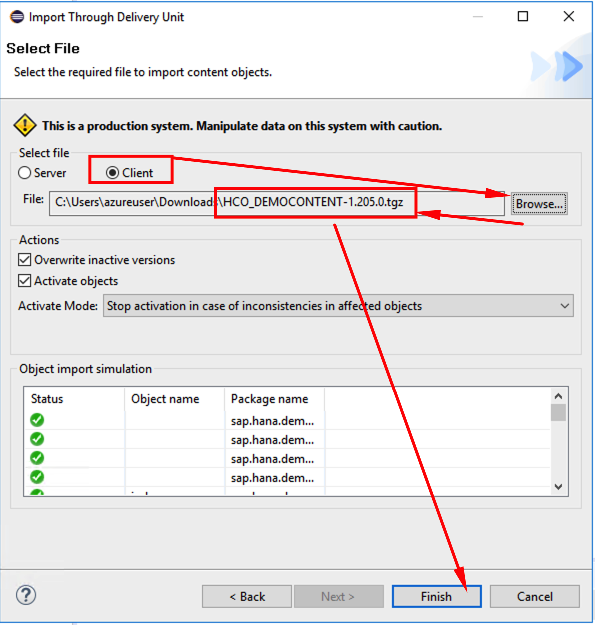 Import Through Delivery Unit
Select File
Select the required file to import content objects.
This is a production system. Manipulate data on this system with caution.
Select file
Server
Client
File:
C:\Users\azureuser\Downloads\HCO_DEMOCONTENT-1.205.0.tgz
Browse...
Actions
Overwrite inactive versions
Activate objects
Activate Mode:
Stop activation in case of inconsistencies in affected objects
Object import simulation
Status Object name Package name
sap.hana.dem...
sap.hana.dem...
sap.hana.dem...
sap.hana.dem...
? < Back Next > Finish Cancel